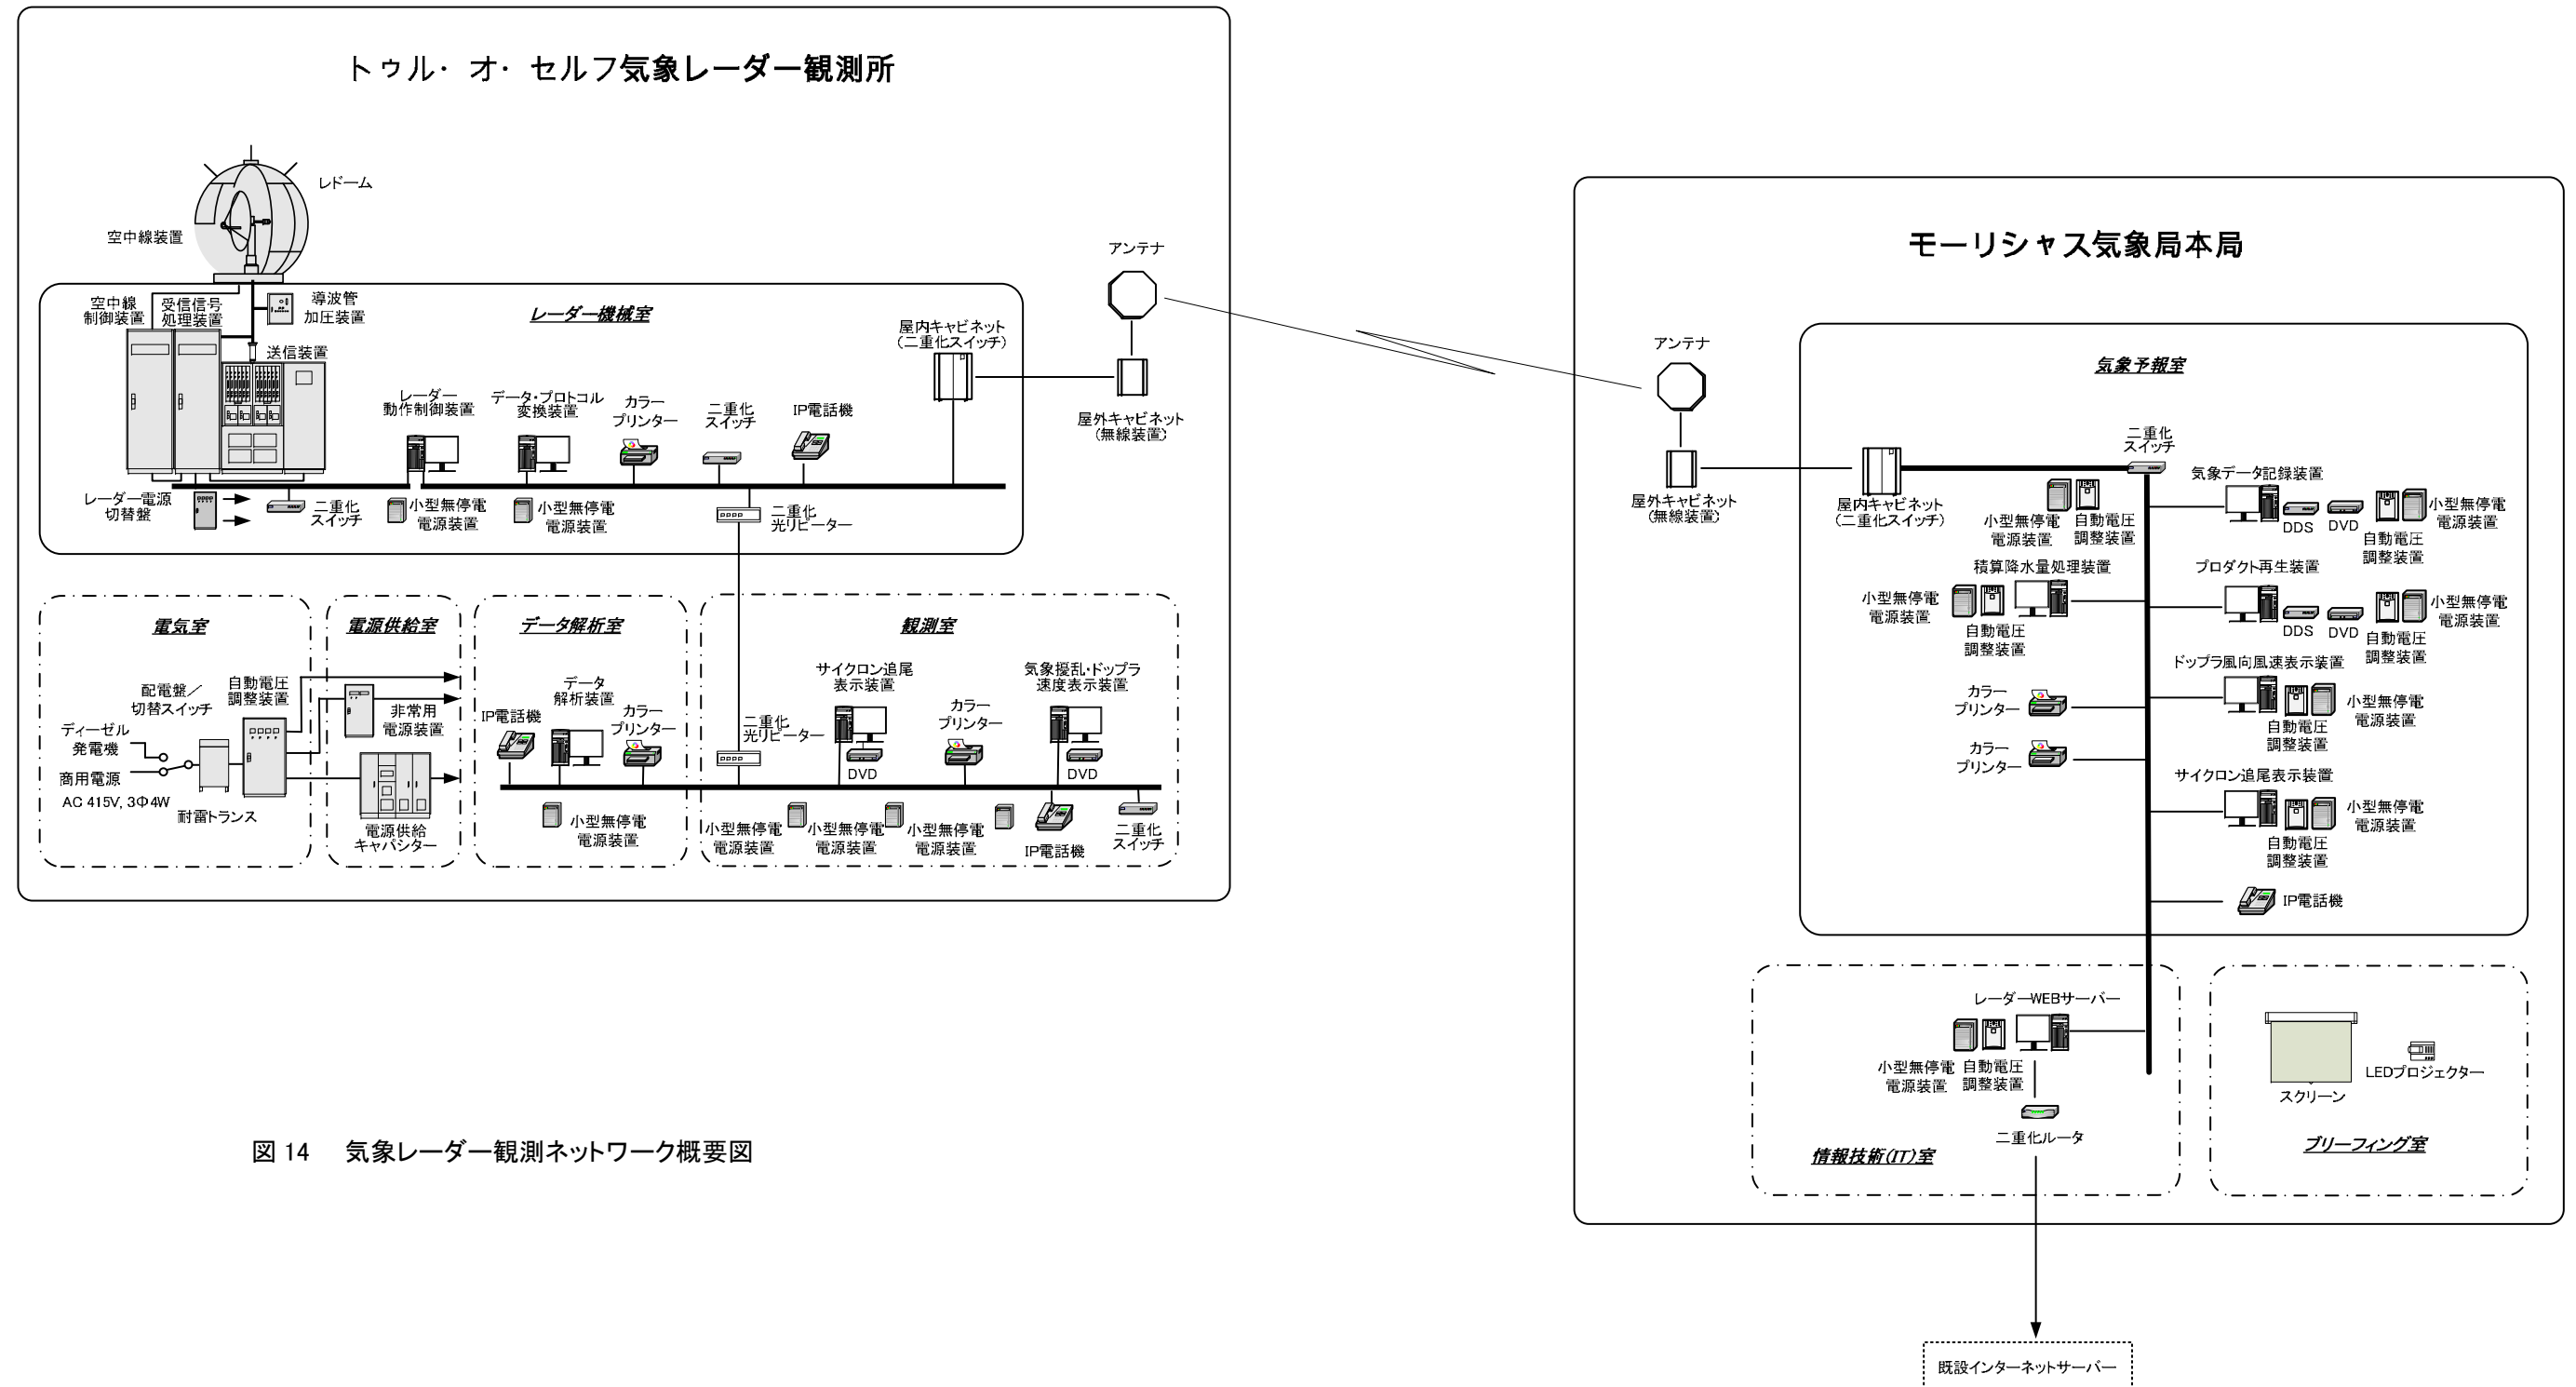 トゥル・オ・セルフ気象レーダー観測所
レドーム
空中線装置
空中線
制御装置
受信信号
処理装置
導波管
加圧装置
送信装置
レーダー機械室
屋内キャビネット
(二重化スイッチ)
アンテナ
屋外キャビネット
(無線装置)
レーダー
動作制御装置
データ・プロトコル
変換装置
カラー
プリンター
二重化
スイッチ
IP電話機
レーダー電源
切替盤
二重化
スイッチ
小型無停電
電源装置
小型無停電
電源装置
二重化
光リピーター
電気室
配電盤/
切替スイッチ
自動電圧
調整装置
ディーゼル
発電機
商用電源
AC 415V, 3Φ4W
耐雷トランス
電源供給室
非常用
電源装置
電源供給
キャパシター
データ解析室
IP電話機
データ
解析装置
カラー
プリンター
小型無停電
電源装置
観測室
二重化
光リピーター
サイクロン追尾
表示装置
DVD
カラー
プリンター
気象擾乱・ドップラ
速度表示装置
DVD
小型無停電
電源装置
小型無停電
電源装置
小型無停電
電源装置
IP電話機
二重化
スイッチ
図 14 気象レーダー観測ネットワーク概要図
モーリシャス気象局本局
アンテナ
屋外キャビネット
(無線装置)
屋内キャビネット
(二重化スイッチ)
気象予報室
二重化
スイッチ
小型無停電
電源装置
自動電圧
調整装置
気象データ記録装置
DDS
DVD
自動電圧
調整装置
小型無停電
電源装置
積算降水量処理装置
小型無停電
電源装置
自動電圧
調整装置
プロダクト再生装置
DDS
DVD
自動電圧
調整装置
小型無停電
電源装置
ドップラ風向風速表示装置
自動電圧
調整装置
小型無停電
電源装置
カラー
プリンター
カラー
プリンター
サイクロン追尾表示装置
自動電圧
調整装置
小型無停電
電源装置
IP電話機
レーダーWEBサーバー
小型無停電
電源装置
自動電圧
調整装置
二重化ルータ
情報技術(IT)室
スクリーン
LEDプロジェクター
ブリーフィング室
既設インターネットサーバー